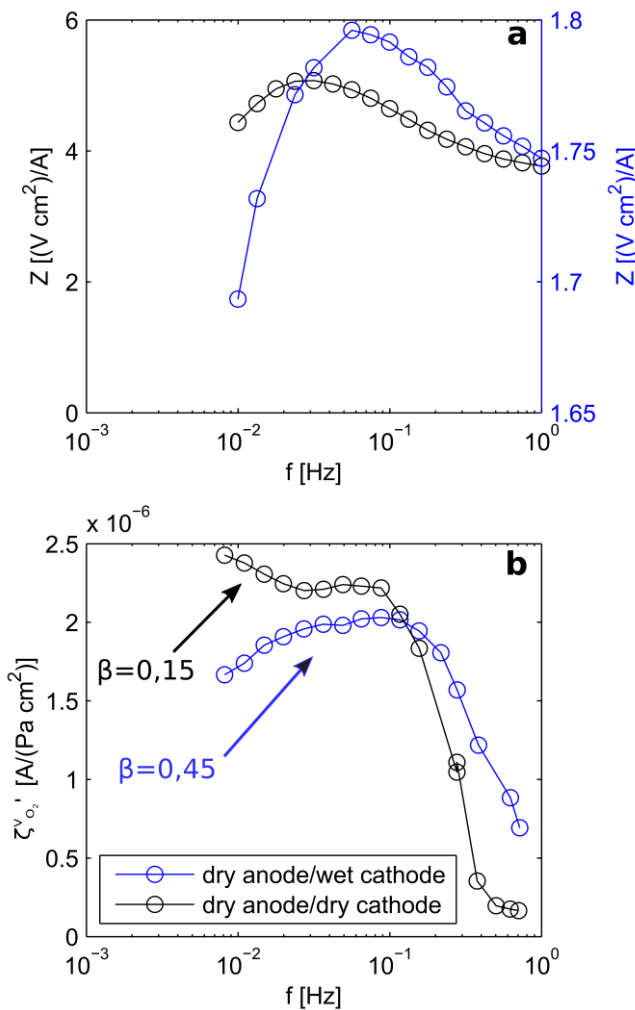 6 a 1.8
4 1.75
2 1.7
0 1.65
Z [(V cm²)/A]
Z [(V cm²)/A]
10⁻³ 10⁻² 10⁻¹ 10⁰
f [Hz]
x 10⁻⁶
2.5 b
2
1.5
1
0.5
0
ζⱽ_O₂' [A/(Pa cm²)]
β=0,15
β=0,45
dry anode/wet cathode
dry anode/dry cathode
10⁻³ 10⁻² 10⁻¹ 10⁰
f [Hz]